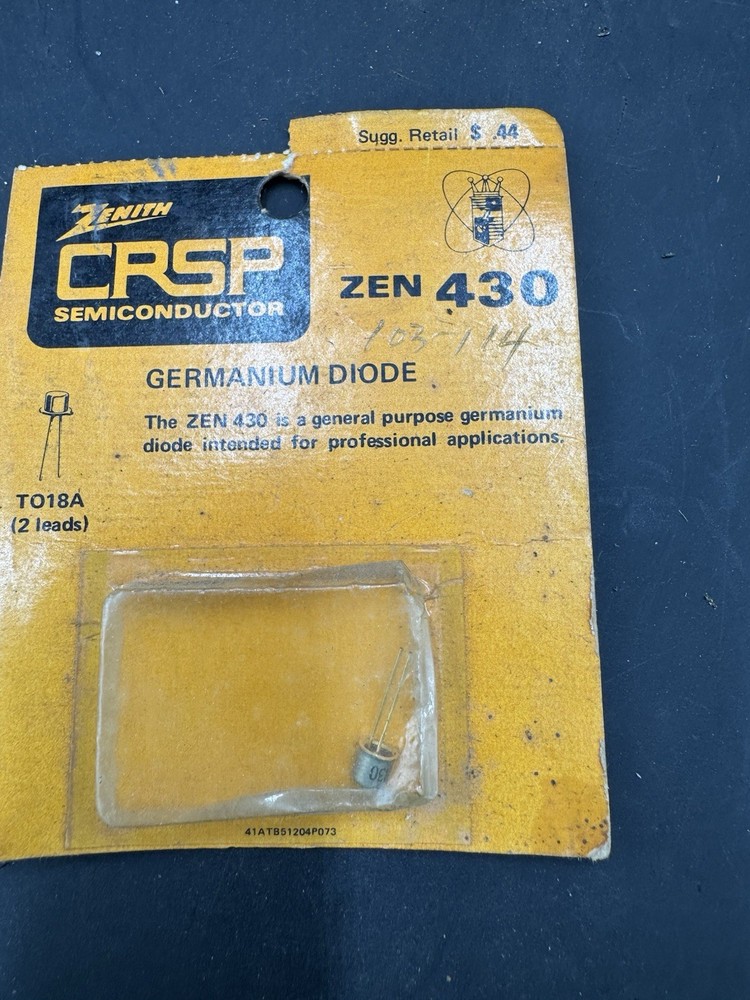 Sugg. Retail $ .44
ZENITH
CRSP
SEMICONDUCTOR
ZEN 430
103-114
GERMANIUM DIODE
The ZEN 430 is a general purpose germanium
diode intended for professional applications.
TO18A
(2 leads)
41ATB51204P073